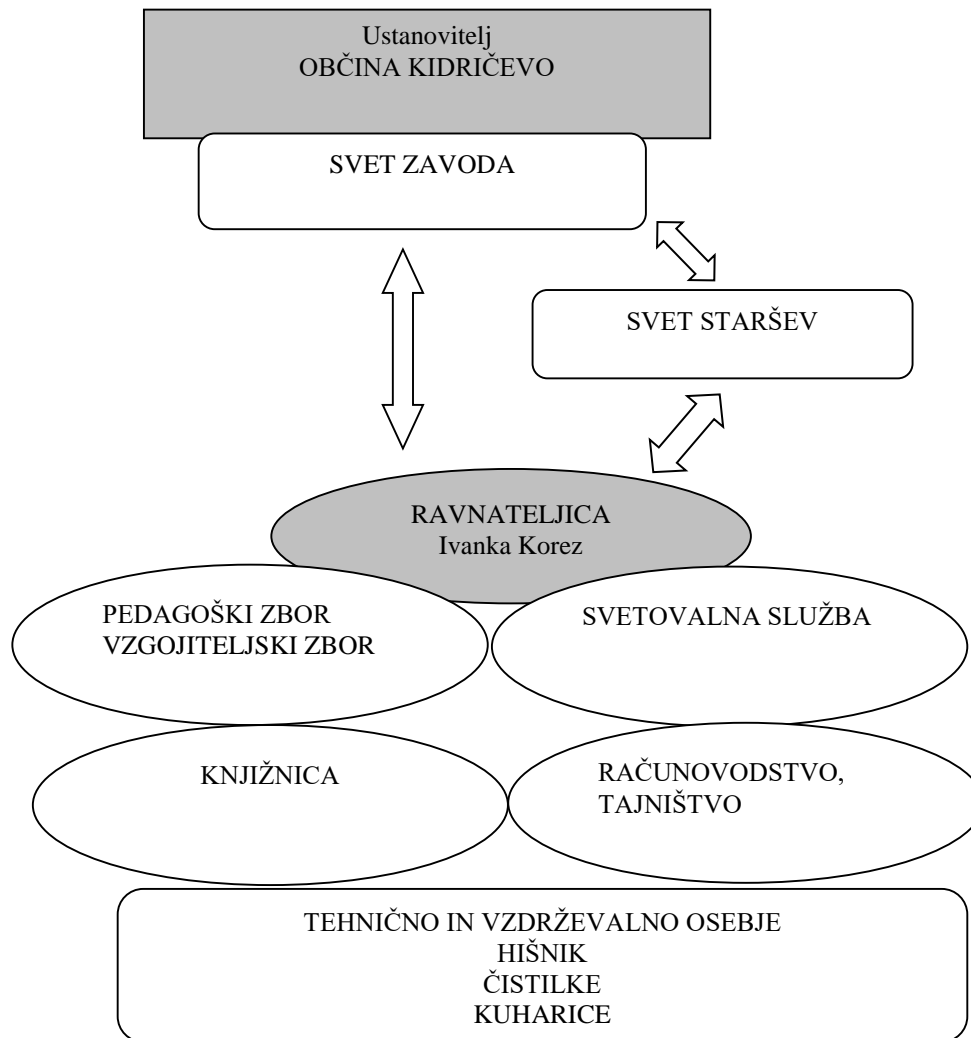 Ustanovitelj
OBČINA KIDRIČEVO
SVET ZAVODA
SVET STARŠEV
RAVNATELJICA
Ivanka Korez
PEDAGOŠKI ZBOR
VZGOJITELJSKI ZBOR
SVETOVALNA SLUŽBA
KNJIŽNICA
RAČUNOVODSTVO,
TAJNIŠTVO
TEHNIČNO IN VZDRŽEVALNO OSEBJE
HIŠNIK
ČISTILKE
KUHARICE